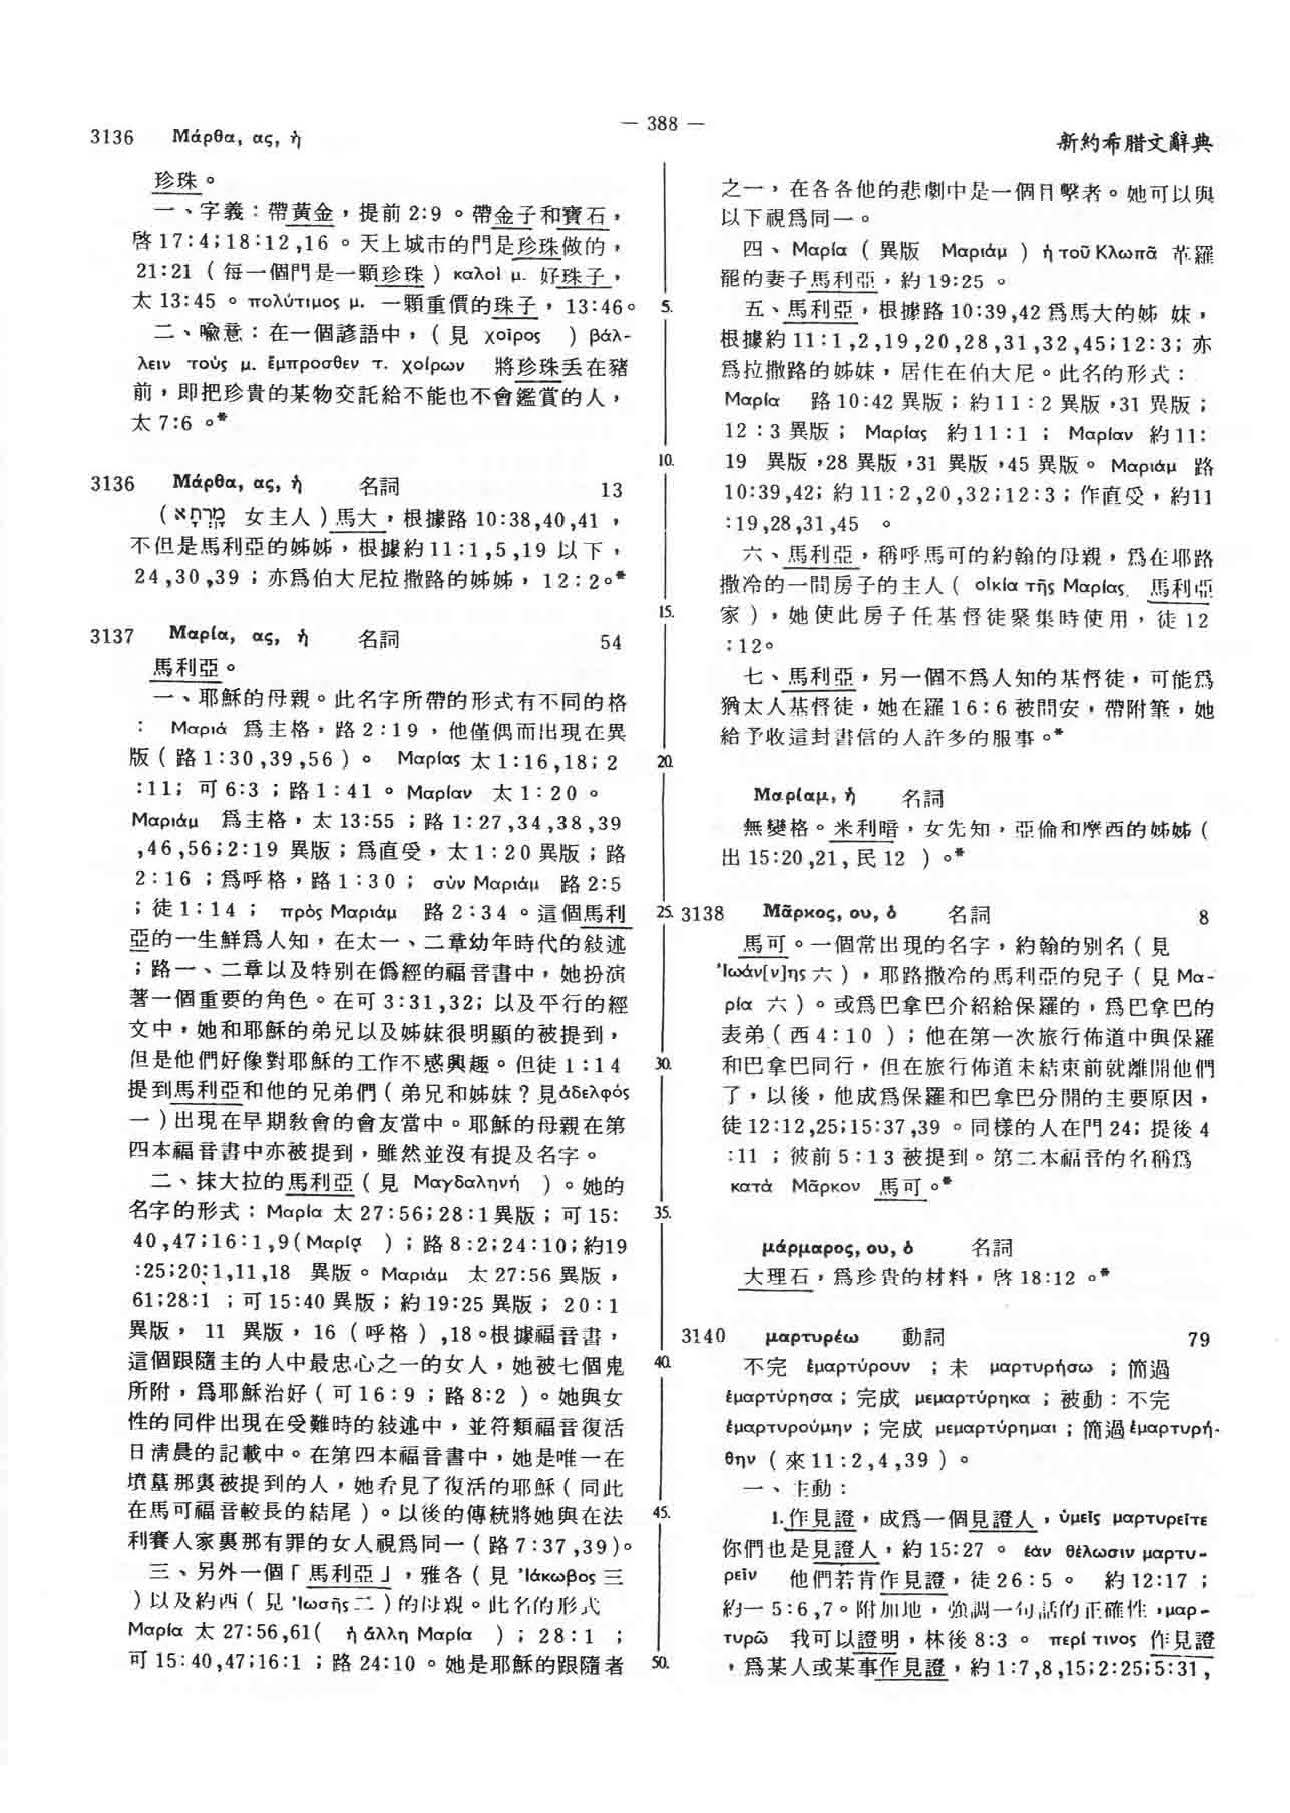 3136 Μάρθα, ας, ἡ
— 388 —
新約希腊文辭典
珍珠。
一、字義：帶黃金，提前 2:9 。帶金子和寶石，
啓 17:4;18:12,16 。天上城市的門是珍珠做的，
21:21 ( 每一個門是一顆珍珠 ) καλοὶ μ. 好珠子，
太 13:45 。πολύτιμος μ. 一顆重價的珠子，13:46。
二、喩意：在一個諺語中，( 見 χοῖρος ) βάλ-
λειν τοὺς μ. ἔμπροσθεν τ. χοίρων 將珍珠丢在豬
前，即把珍貴的某物交託給不能也不會鑑賞的人，
太 7:6 。*
3136 Μάρθα, ας, ἡ 名詞 13
( מָרְתָא 女主人 ) 馬大，根據路 10:38,40,41 ，
不但是馬利亞的姊姊，根據約 11:1,5,19 以下，
24,30,39 ; 亦爲伯大尼拉撒路的姊姊，12:2。*
3137 Μαρία, ας, ἡ 名詞 54
馬利亞。
一、耶穌的母親。此名字所帶的形式有不同的格
: Μαριά 爲主格，路 2:19 ，他僅偶而出現在異
版 ( 路 1:30,39,56 ) 。 Μαρίας 太 1:16,18; 2
:11; 可 6:3 ; 路 1:41 。Μαρίαν 太 1:20 。
Μαριάμ 爲主格，太 13:55 ; 路 1:27,34,38,39
,46,56;2:19 異版；爲直受，太 1:20 異版；路
2:16 ; 爲呼格，路 1:30 ; σὺν Μαριάμ 路 2:5
; 徒 1:14 ; πρὸς Μαριάμ 路 2:34 。這個馬利
亞的一生鮮爲人知，在太一、二章幼年時代的敍述
；路一、二章以及特別在僞經的福音書中，她扮演
著一個重要的角色。在可 3:31,32; 以及平行的經
文中，她和耶穌的弟兄以及姊妹很明顯的被提到，
但是他們好像對耶穌的工作不感興趣。但徒 1:14
提到馬利亞和他的兄弟們 ( 弟兄和姊妹？見ἀδελφός
一 ) 出現在早期教會的會友當中。耶穌的母親在第
四本福音書中亦被提到，雖然並沒有提及名字。
二、抹大拉的馬利亞 ( 見 Μαγδαληνή ) 。她的
名字的形式：Μαρία 太 27:56;28:1異版；可15:
40,47;16:1,9(Μαρίᾳ ) ; 路 8:2;24:10;約19
:25;20:1,11,18 異版。Μαριάμ 太 27:56 異版，
61;28:1 ; 可 15:40 異版；約 19:25 異版； 20:1
異版， 11 異版，16 ( 呼格 ) ,18。根據福音書，
這個跟隨主的人中最忠心之一的女人，她被七個鬼
所附，爲耶穌治好 ( 可 16:9 ; 路 8:2 ) 。她與女
性的同伴出現在受難時的敍述中，並符類福音復活
日清晨的記載中。在第四本福音書中，她是唯一在
墳墓那裏被提到的人，她看見了復活的耶穌 ( 同此
在馬可福音較長的結尾 ) 。以後的傳統將她與在法
利賽人家裏那有罪的女人視爲同一 ( 路 7:37,39)。
三、另外一個「馬利亞」，雅各 ( 見 Ἰάκωβος 三
) 以及約西 ( 見 Ἰωσῆς 二 ) 的母親。此名的形式
Μαρία 太 27:56,61( ἡ ἄλλη Μαρία ) ; 28:1 ;
可 15:40,47;16:1 ; 路 24:10 。她是耶穌的跟隨者
5.
10.
15.
20.
25.
30.
35.
40.
45.
50.
之一，在各各他的悲劇中是一個目擊者。她可以與
以下視爲同一。
四、Μαρία ( 異版 Μαριάμ ) ἡ τοῦ Κλωπᾶ 革羅
罷的妻子馬利亞，約 19:25 。
五、馬利亞，根據路 10:39,42 爲馬大的姊 妹，
根據約 11:1,2,19,20,28,31,32,45;12:3; 亦
爲拉撒路的姊妹，居住在伯大尼。此名的形式：
Μαρία 路 10:42 異版；約 11:2 異版，31 異版；
12:3 異版； Μαρίας 約 11:1 ; Μαρίαν 約 11:
19 異版，28 異版，31 異版，45 異版。Μαριάμ 路
10:39,42; 約 11:2,20,32;12:3 ; 作直受，約11
:19,28,31,45 。
六、馬利亞，稱呼馬可的約翰的母親，爲在耶路
撒冷的一間房子的主人 ( οἰκία τῆς Μαρίας. 馬利亞
家 ) ，她使此房子任基督徒聚集時使用，徒 12
:12。
七、馬利亞，另一個不爲人知的基督徒，可能爲
猶太人基督徒，她在羅 16:6 被問安，帶附筆，她
給予收這封書信的人許多的服事。*
Μαρίαμ, ἡ 名詞
無變格。米利暗，女先知，亞倫和摩西的姊姊 (
出 15:20,21, 民 12 ) 。*
3138 Μᾶρκος, ου, ὁ 名詞 8
馬可。一個常出現的名字，約翰的別名 ( 見
Ἰωάν[ν]ης 六 ) ，耶路撒冷的馬利亞的兒子 ( 見 Μα-
ρία 六 ) 。或爲巴拿巴介紹給保羅的，爲巴拿巴的
表弟 ( 西 4:10 ) ; 他在第一次旅行佈道中與保羅
和巴拿巴同行，但在旅行佈道未結束前就離開他們
了，以後，他成爲保羅和巴拿巴分開的主要原因，
徒 12:12,25;15:37,39 。同樣的人在門 24; 提後 4
:11 ; 彼前 5:13 被提到。第二本福音的名稱爲
κατὰ Μᾶρκον 馬可。*
μάρμαρος, ου, ὁ 名詞
大理石，爲珍貴的材料，啓 18:12 。*
3140 μαρτυρέω 動詞 79
不完 ἐμαρτύρουν ；未 μαρτυρήσω ；簡過
ἐμαρτύρησα ; 完成 μεμαρτύρηκα ; 被動：不完
ἐμαρτυρούμην ; 完成 μεμαρτύρημαι ; 簡過 ἐμαρτυρή-
θην ( 來 11:2,4,39 ) 。
一、主動：
1.作見證，成爲一個見證人，ὑμεῖς μαρτυρεῖτε
你們也是見證人，約 15:27 。 ἐὰν θέλωσιν μαρτυ-
ρεῖν 他們若肯作見證，徒 26:5 。 約 12:17 ;
約一 5:6,7。附加地，強調一句話的正確性，μαρ-
τυρῶ 我可以證明，林後 8:3 。 περί τινος 作見證
，爲某人或某事作見證，約 1:7,8,15;2:25;5:31,